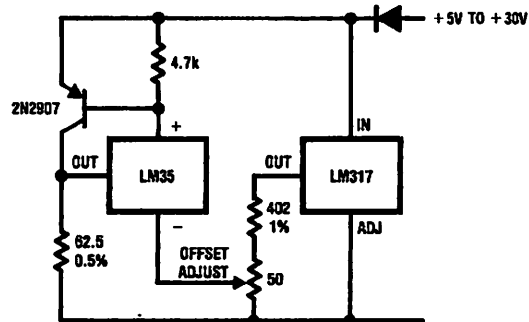 +5V TO +30V
4.7k
2N2907
+
IN
OUT
LM35
OUT
LM317
−
402
1%
ADJ
62.5
0.5%
OFFSET
ADJUST
50